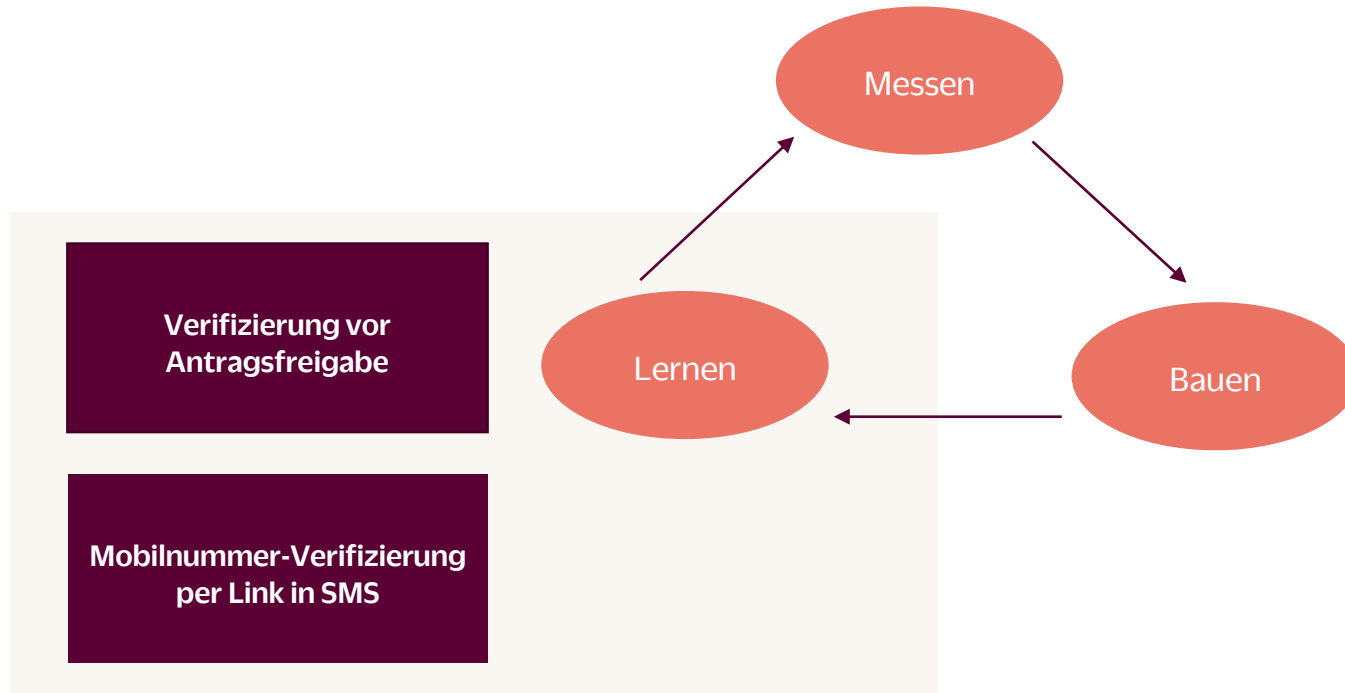 Messen
Verifizierung vor
Antragsfreigabe
Lernen
Bauen
Mobilnummer-Verifizierung
per Link in SMS